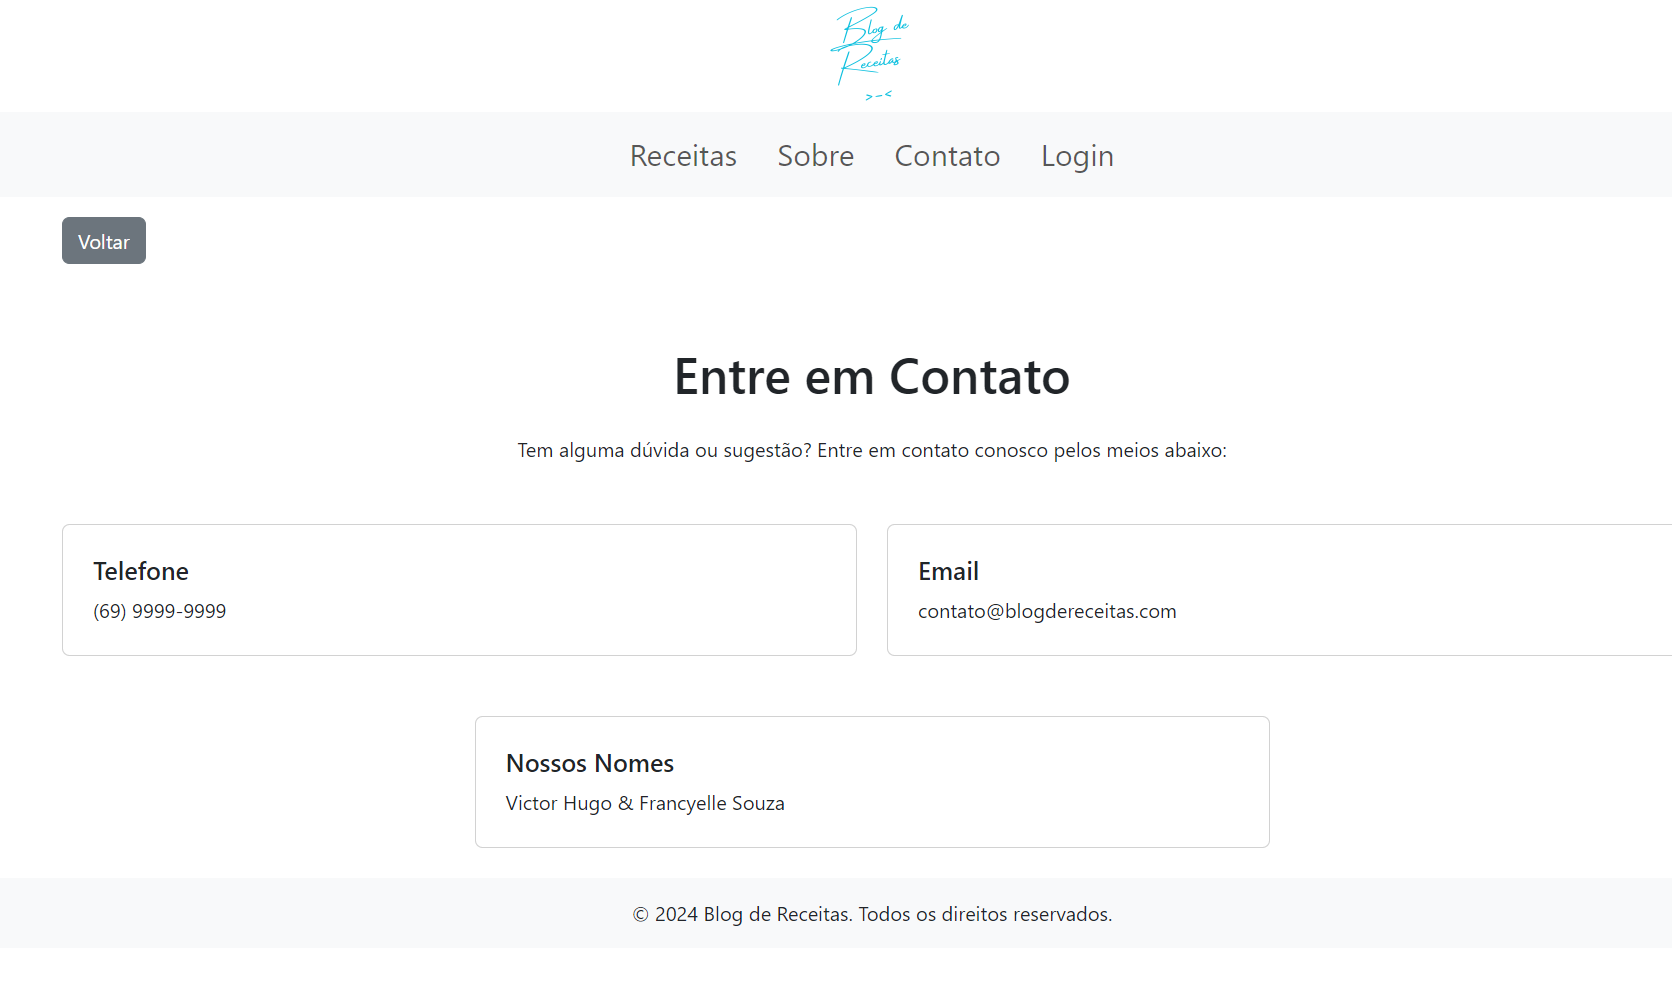 Blog de
Receitas
>-<
Receitas Sobre Contato Login
Voltar
Entre em Contato
Tem alguma dúvida ou sugestão? Entre em contato conosco pelos meios abaixo:
Telefone
(69) 9999-9999
Email
contato@blogdereceitas.com
Nossos Nomes
Victor Hugo & Francyelle Souza
© 2024 Blog de Receitas. Todos os direitos reservados.